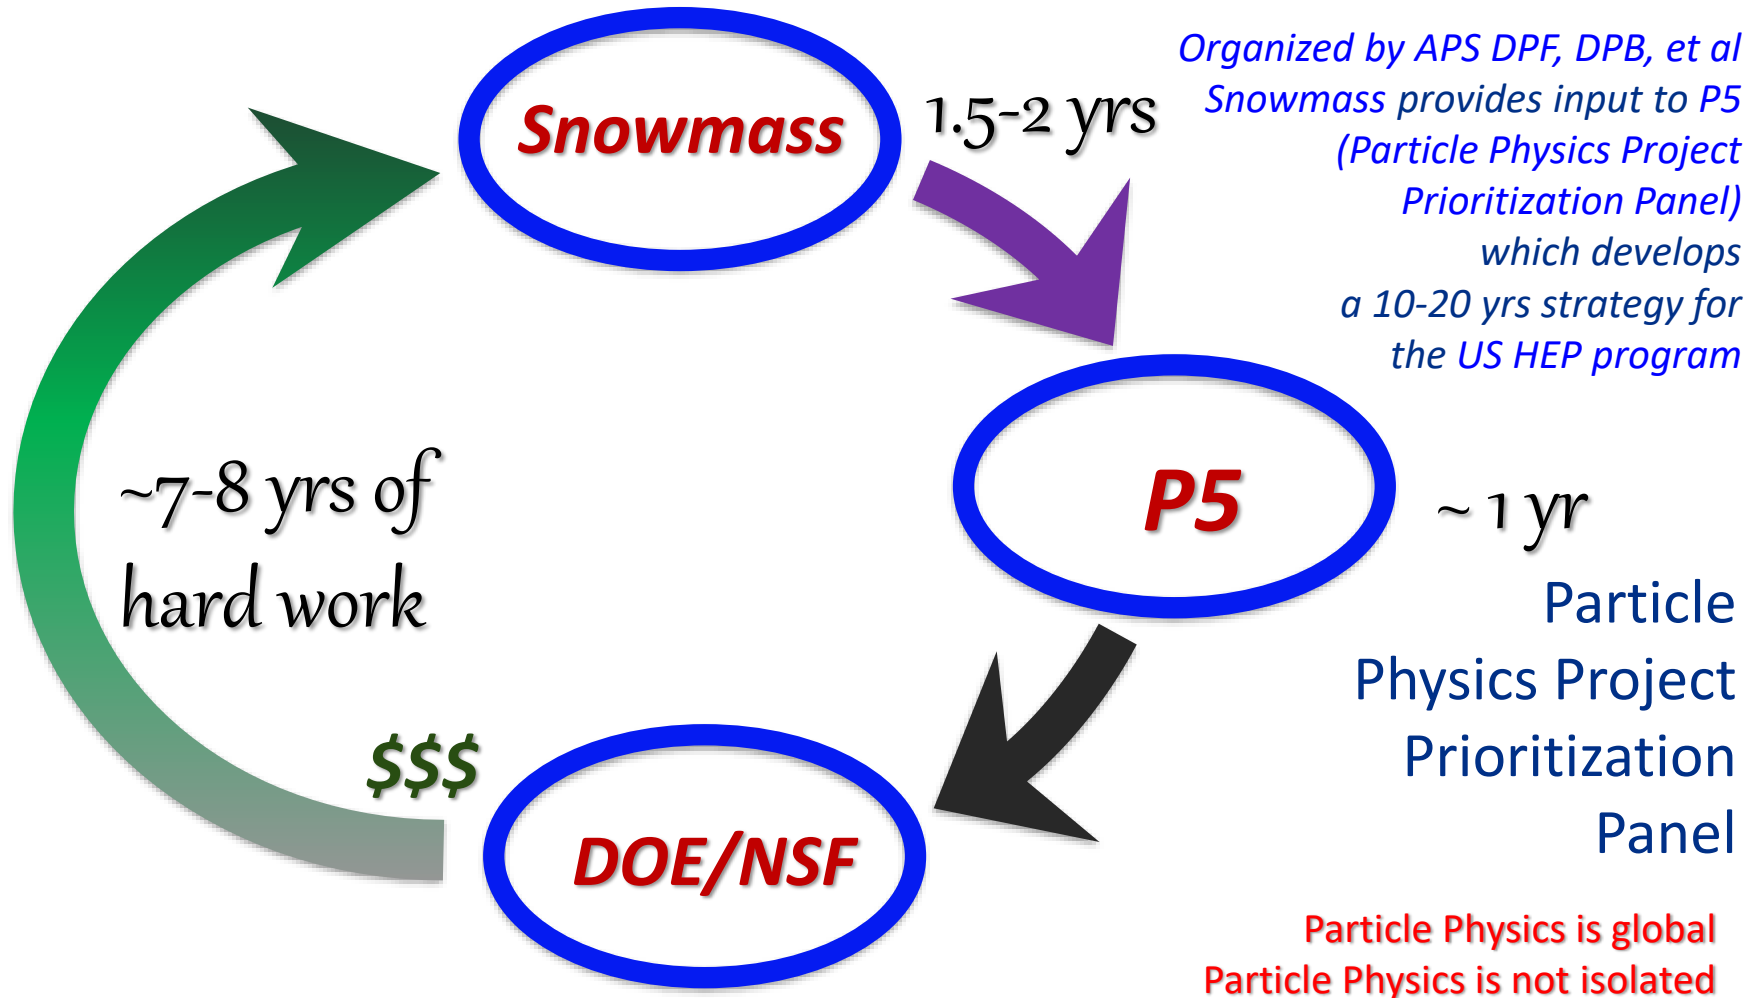 Snowmass
1.5-2 yrs
Organized by APS DPF, DPB, et al
Snowmass provides input to P5
(Particle Physics Project
Prioritization Panel)
which develops
a 10-20 yrs strategy for
the US HEP program
P5
~ 1 yr
Particle
Physics Project
Prioritization
Panel
~7-8 yrs of
hard work
$$$
DOE/NSF
Particle Physics is global
Particle Physics is not isolated